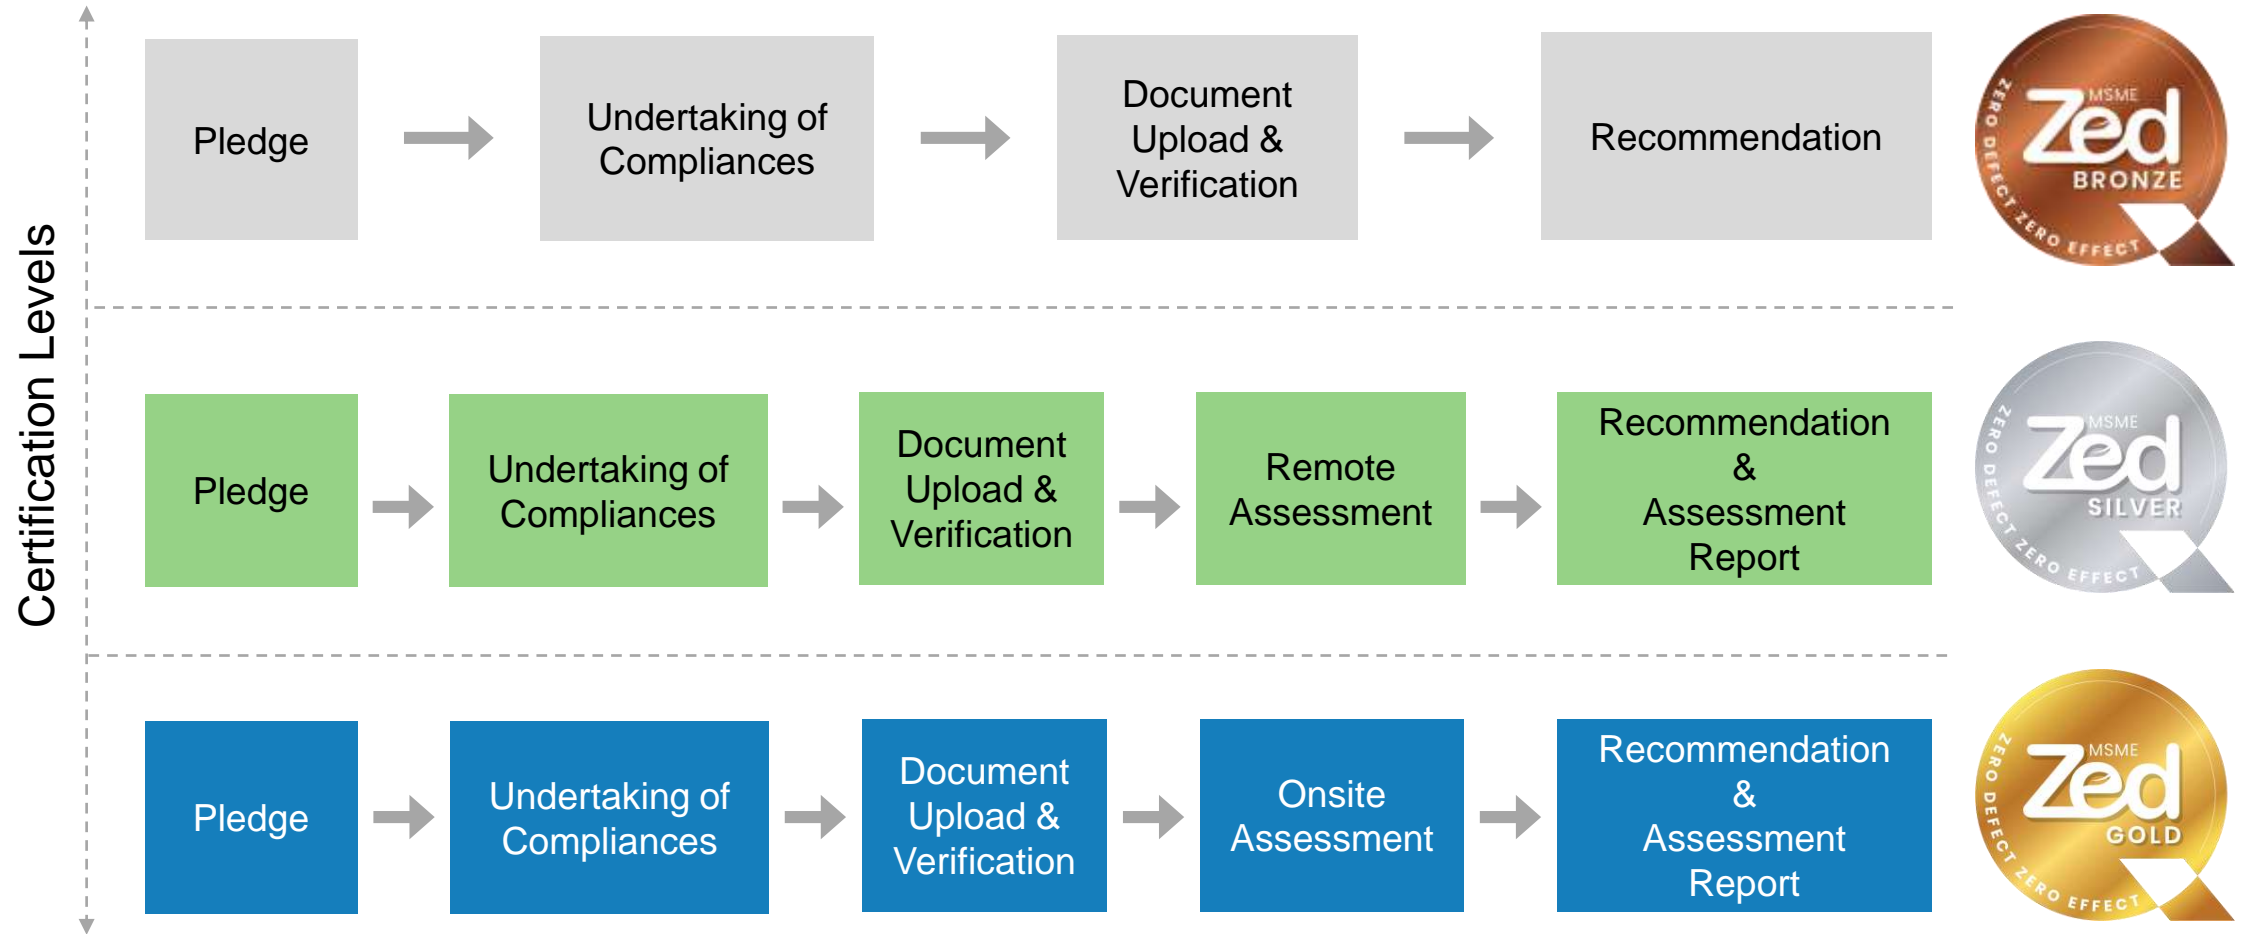 Certification Levels
Pledge
Undertaking of
Compliances
Document
Upload &
Verification
Recommendation
MSME
Zed
BRONZE
ZERO DEFECT ZERO EFFECT
Pledge
Undertaking of
Compliances
Document
Upload &
Verification
Remote
Assessment
Recommendation
&
Assessment
Report
MSME
Zed
SILVER
ZERO DEFECT ZERO EFFECT
Pledge
Undertaking of
Compliances
Document
Upload &
Verification
Onsite
Assessment
Recommendation
&
Assessment
Report
MSME
Zed
GOLD
ZERO DEFECT ZERO EFFECT